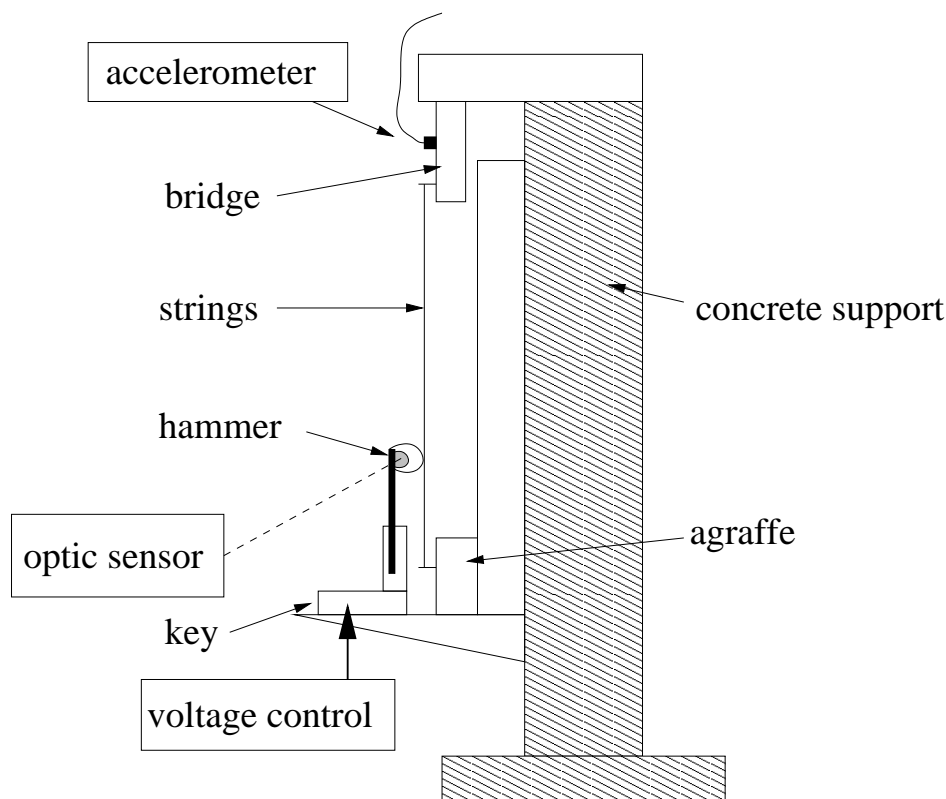 accelerometer
bridge
strings
concrete support
hammer
optic sensor
agraffe
key
voltage control